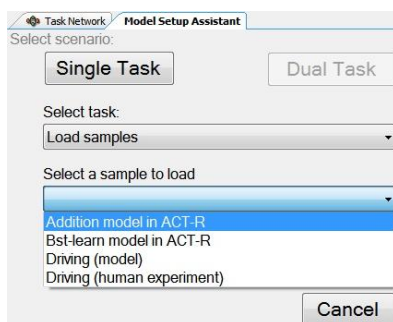 Task Network Model Setup Assistant
Select scenario:
Single Task Dual Task
Select task:
Load samples
Select a sample to load
Addition model in ACT-R
Bst-learn model in ACT-R
Driving (model)
Driving (human experiment)
Cancel